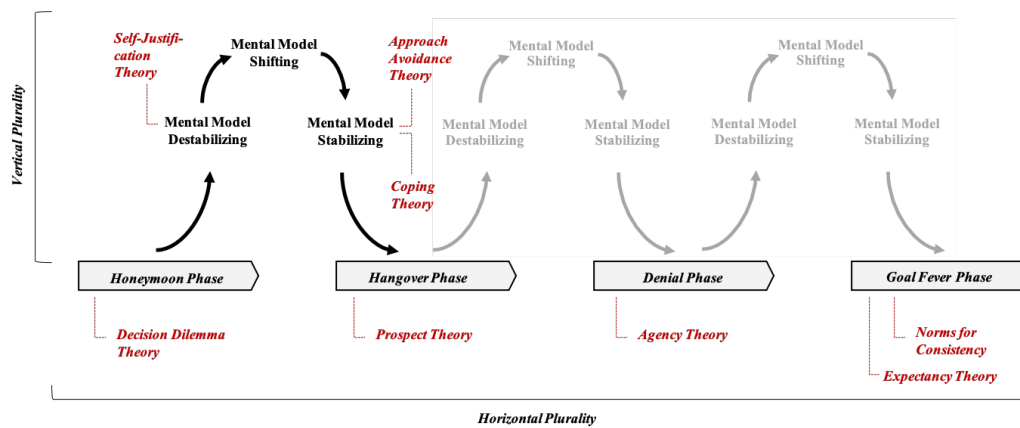 Vertical Plurality
Self-Justifi-
cation
Theory
Mental Model
Shifting
Approach
Avoidance
Theory
Mental Model
Shifting
Mental Model
Shifting
Mental Model
Destabilizing
Mental Model
Stabilizing
Mental Model
Destabilizing
Mental Model
Stabilizing
Mental Model
Destabilizing
Mental Model
Stabilizing
Coping
Theory
Honeymoon Phase
Hangover Phase
Denial Phase
Goal Fever Phase
Decision Dilemma
Theory
Prospect Theory
Agency Theory
Norms for
Consistency
Expectancy Theory
Horizontal Plurality